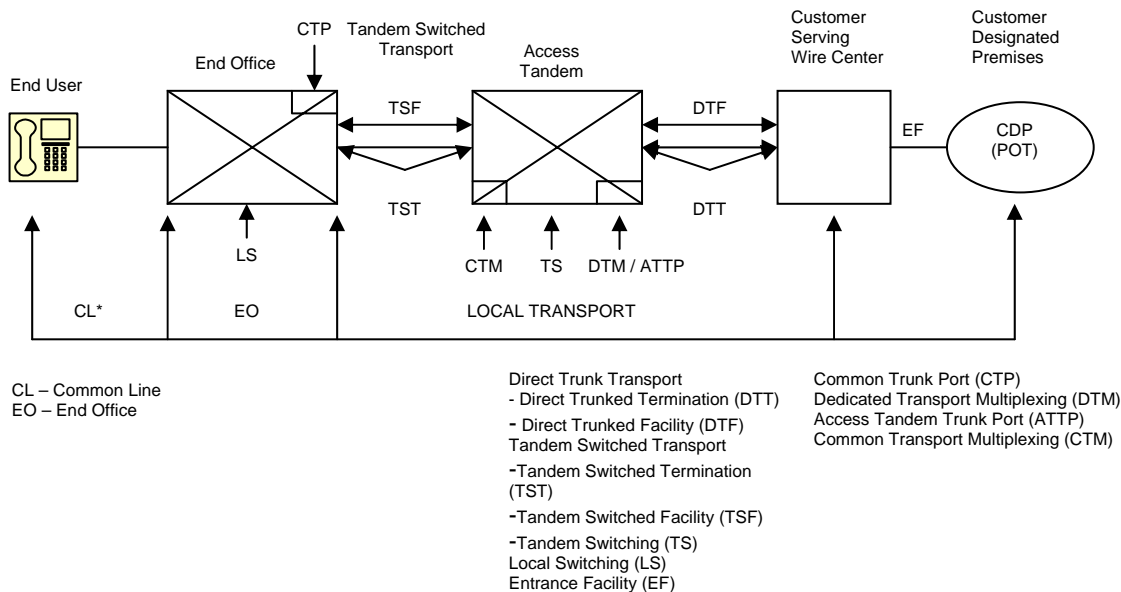 CTP
Tandem Switched
Transport
Customer
Serving
Wire Center
Customer
Designated
Premises
End Office
Access
Tandem
End User
TSF
DTF
EF
CDP
(POT)
TST
DTT
LS
CTM
TS
DTM / ATTP
CL*
EO
LOCAL TRANSPORT
CL – Common Line
EO – End Office
Direct Trunk Transport
- Direct Trunked Termination (DTT)
- Direct Trunked Facility (DTF)
Tandem Switched Transport
-Tandem Switched Termination
(TST)
-Tandem Switched Facility (TSF)
-Tandem Switching (TS)
Local Switching (LS)
Entrance Facility (EF)
Common Trunk Port (CTP)
Dedicated Transport Multiplexing (DTM)
Access Tandem Trunk Port (ATTP)
Common Transport Multiplexing (CTM)